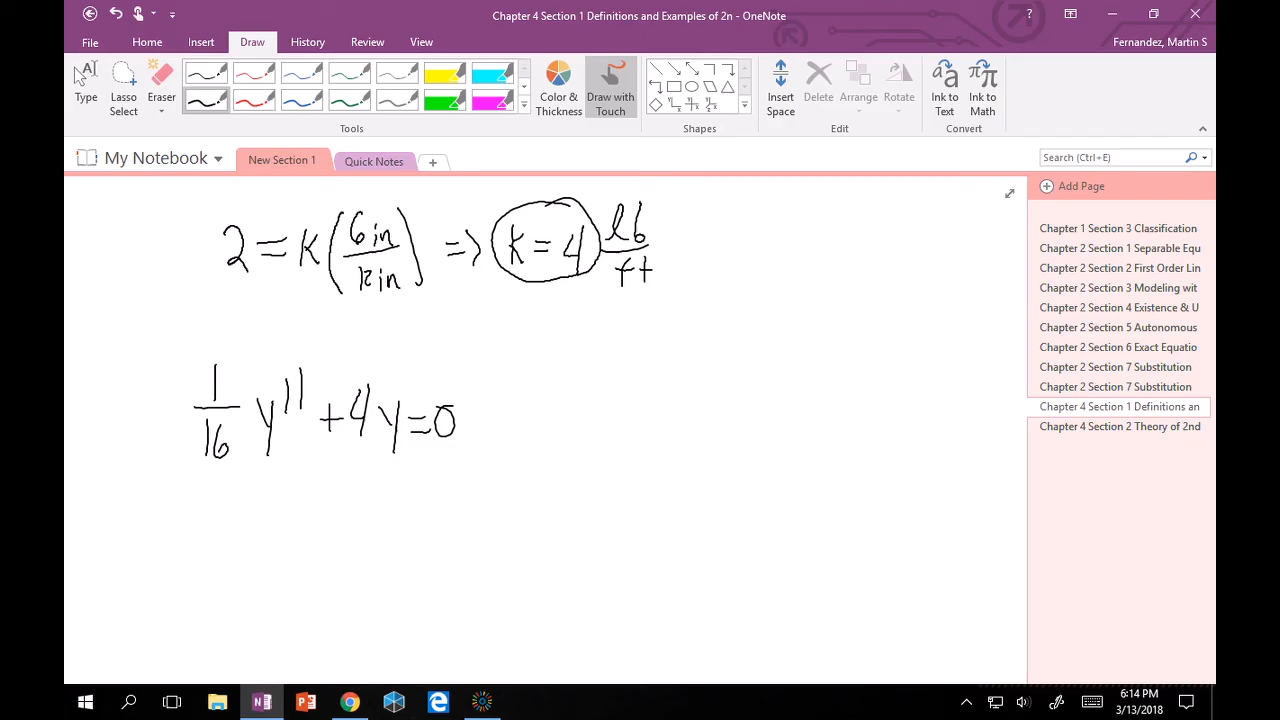 Chapter 4 Section 1 Definitions and Examples of 2n - OneNote
?
File Home Insert Draw History Review View
Fernandez, Martin S
Type
Lasso Select
Eraser
Color & Thickness
Draw with Touch
Insert Space
Delete
Arrange
Rotate
Ink to Text
Ink to Math
Tools
Shapes
Edit
Convert
My Notebook
New Section 1
Quick Notes
+
Search (Ctrl+E)
Add Page
Chapter 1 Section 3 Classification
Chapter 2 Section 1 Separable Equ
Chapter 2 Section 2 First Order Lin
Chapter 2 Section 3 Modeling wit
Chapter 2 Section 4 Existence & U
Chapter 2 Section 5 Autonomous
Chapter 2 Section 6 Exact Equatio
Chapter 2 Section 7 Substitution
Chapter 2 Section 7 Substitution
Chapter 4 Section 1 Definitions an
Chapter 4 Section 2 Theory of 2nd
2 = K(6in/12in) => K = 4 lb/ft
1/16 y'' + 4y = 0
6:14 PM
3/13/2018